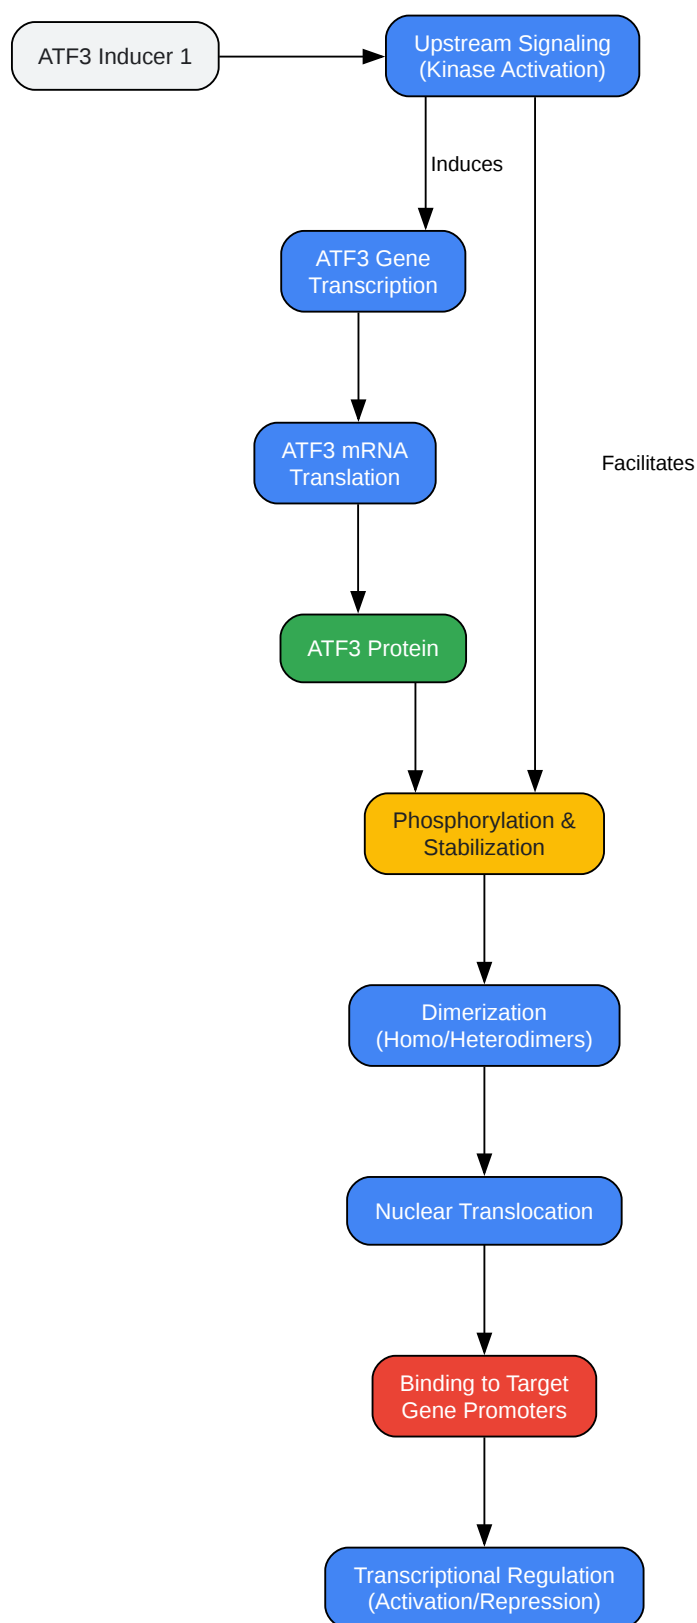 ATF3 Inducer 1
Upstream Signaling
(Kinase Activation)
Induces
ATF3 Gene
Transcription
ATF3 mRNA
Translation
Facilitates
ATF3 Protein
Phosphorylation &
Stabilization
Dimerization
(Homo/Heterodimers)
Nuclear Translocation
Binding to Target
Gene Promoters
Transcriptional Regulation
(Activation/Repression)